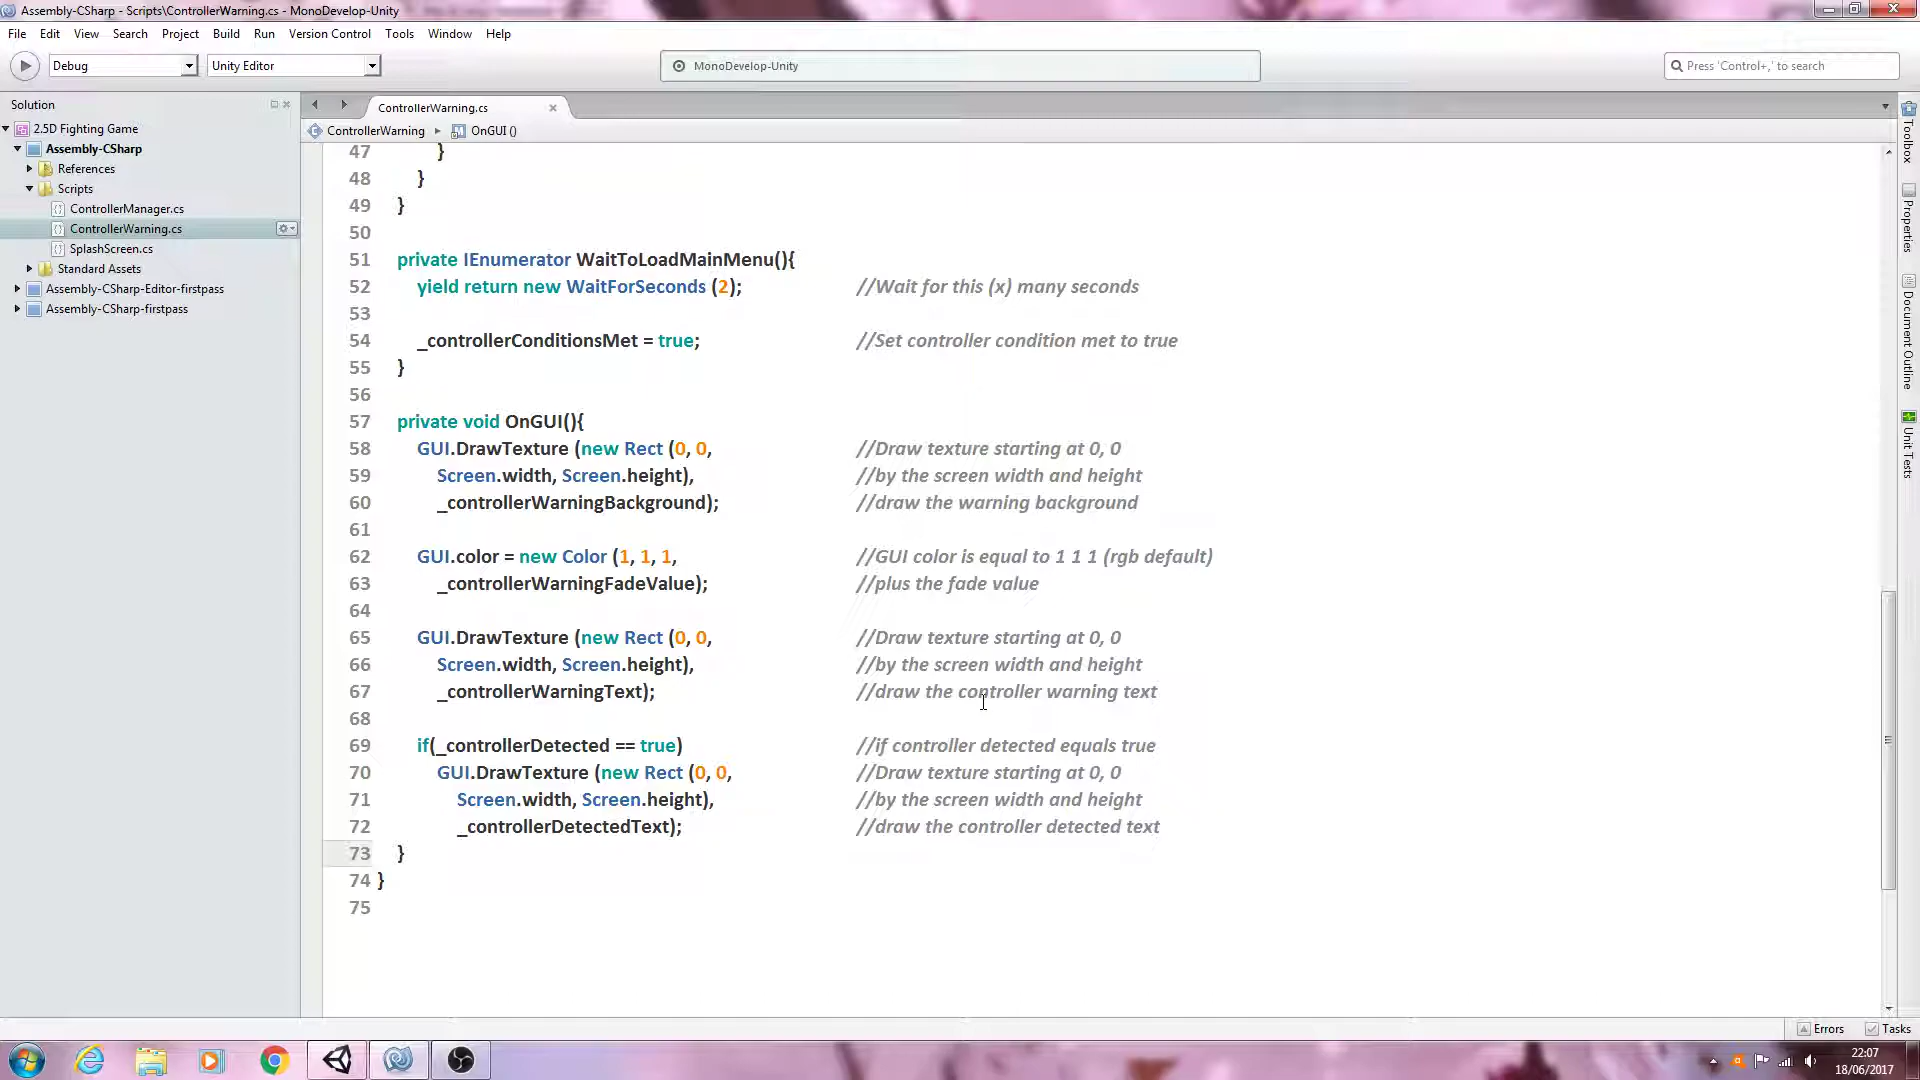 Assembly-CSharp - Scripts\ControllerWarning.cs - MonoDevelop-Unity
File Edit View Search Project Build Run Version Control Tools Window Help
Debug Unity Editor MonoDevelop-Unity Press 'Control+,' to search
Solution
2.5D Fighting Game
Assembly-CSharp
References
Scripts
ControllerManager.cs
ControllerWarning.cs
SplashScreen.cs
Standard Assets
Assembly-CSharp-Editor-firstpass
Assembly-CSharp-firstpass
ControllerWarning.cs
ControllerWarning OnGUI ()
47 }
48 }
49 }
50
51 private IEnumerator WaitToLoadMainMenu(){
52 yield return new WaitForSeconds (2); //Wait for this (x) many seconds
53
54 _controllerConditionsMet = true; //Set controller condition met to true
55 }
56
57 private void OnGUI(){
58 GUI.DrawTexture (new Rect (0, 0, //Draw texture starting at 0, 0
59 Screen.width, Screen.height), //by the screen width and height
60 _controllerWarningBackground); //draw the warning background
61
62 GUI.color = new Color (1, 1, 1, //GUI color is equal to 1 1 1 (rgb default)
63 _controllerWarningFadeValue); //plus the fade value
64
65 GUI.DrawTexture (new Rect (0, 0, //Draw texture starting at 0, 0
66 Screen.width, Screen.height), //by the screen width and height
67 _controllerWarningText); //draw the controller warning text
68
69 if(_controllerDetected == true) //if controller detected equals true
70 GUI.DrawTexture (new Rect (0, 0, //Draw texture starting at 0, 0
71 Screen.width, Screen.height), //by the screen width and height
72 _controllerDetectedText); //draw the controller detected text
73 }
74 }
75
Toolbox
Properties
Document Outline
Unit Tests
Errors Tasks
22:07
18/06/2017